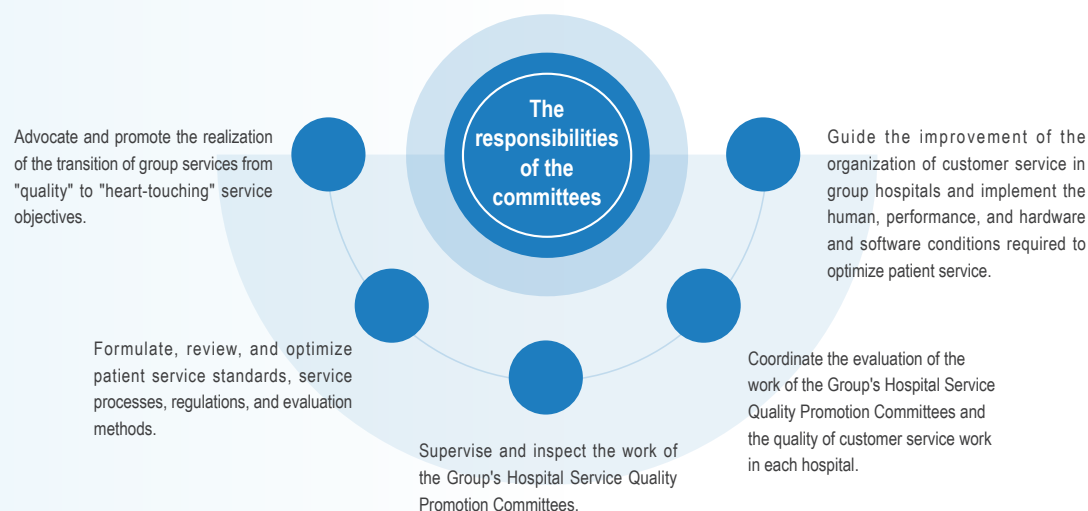 The
responsibilities
of the
committees
Advocate and promote the realization
of the transition of group services from
"quality" to "heart-touching" service
objectives.
Formulate, review, and optimize
patient service standards, service
processes, regulations, and evaluation
methods.
Supervise and inspect the work of
the Group's Hospital Service Quality
Promotion Committees.
Coordinate the evaluation of the
work of the Group's Hospital Service
Quality Promotion Committees and
the quality of customer service work
in each hospital.
Guide the improvement of the
organization of customer service in
group hospitals and implement the
human, performance, and hardware
and software conditions required to
optimize patient service.